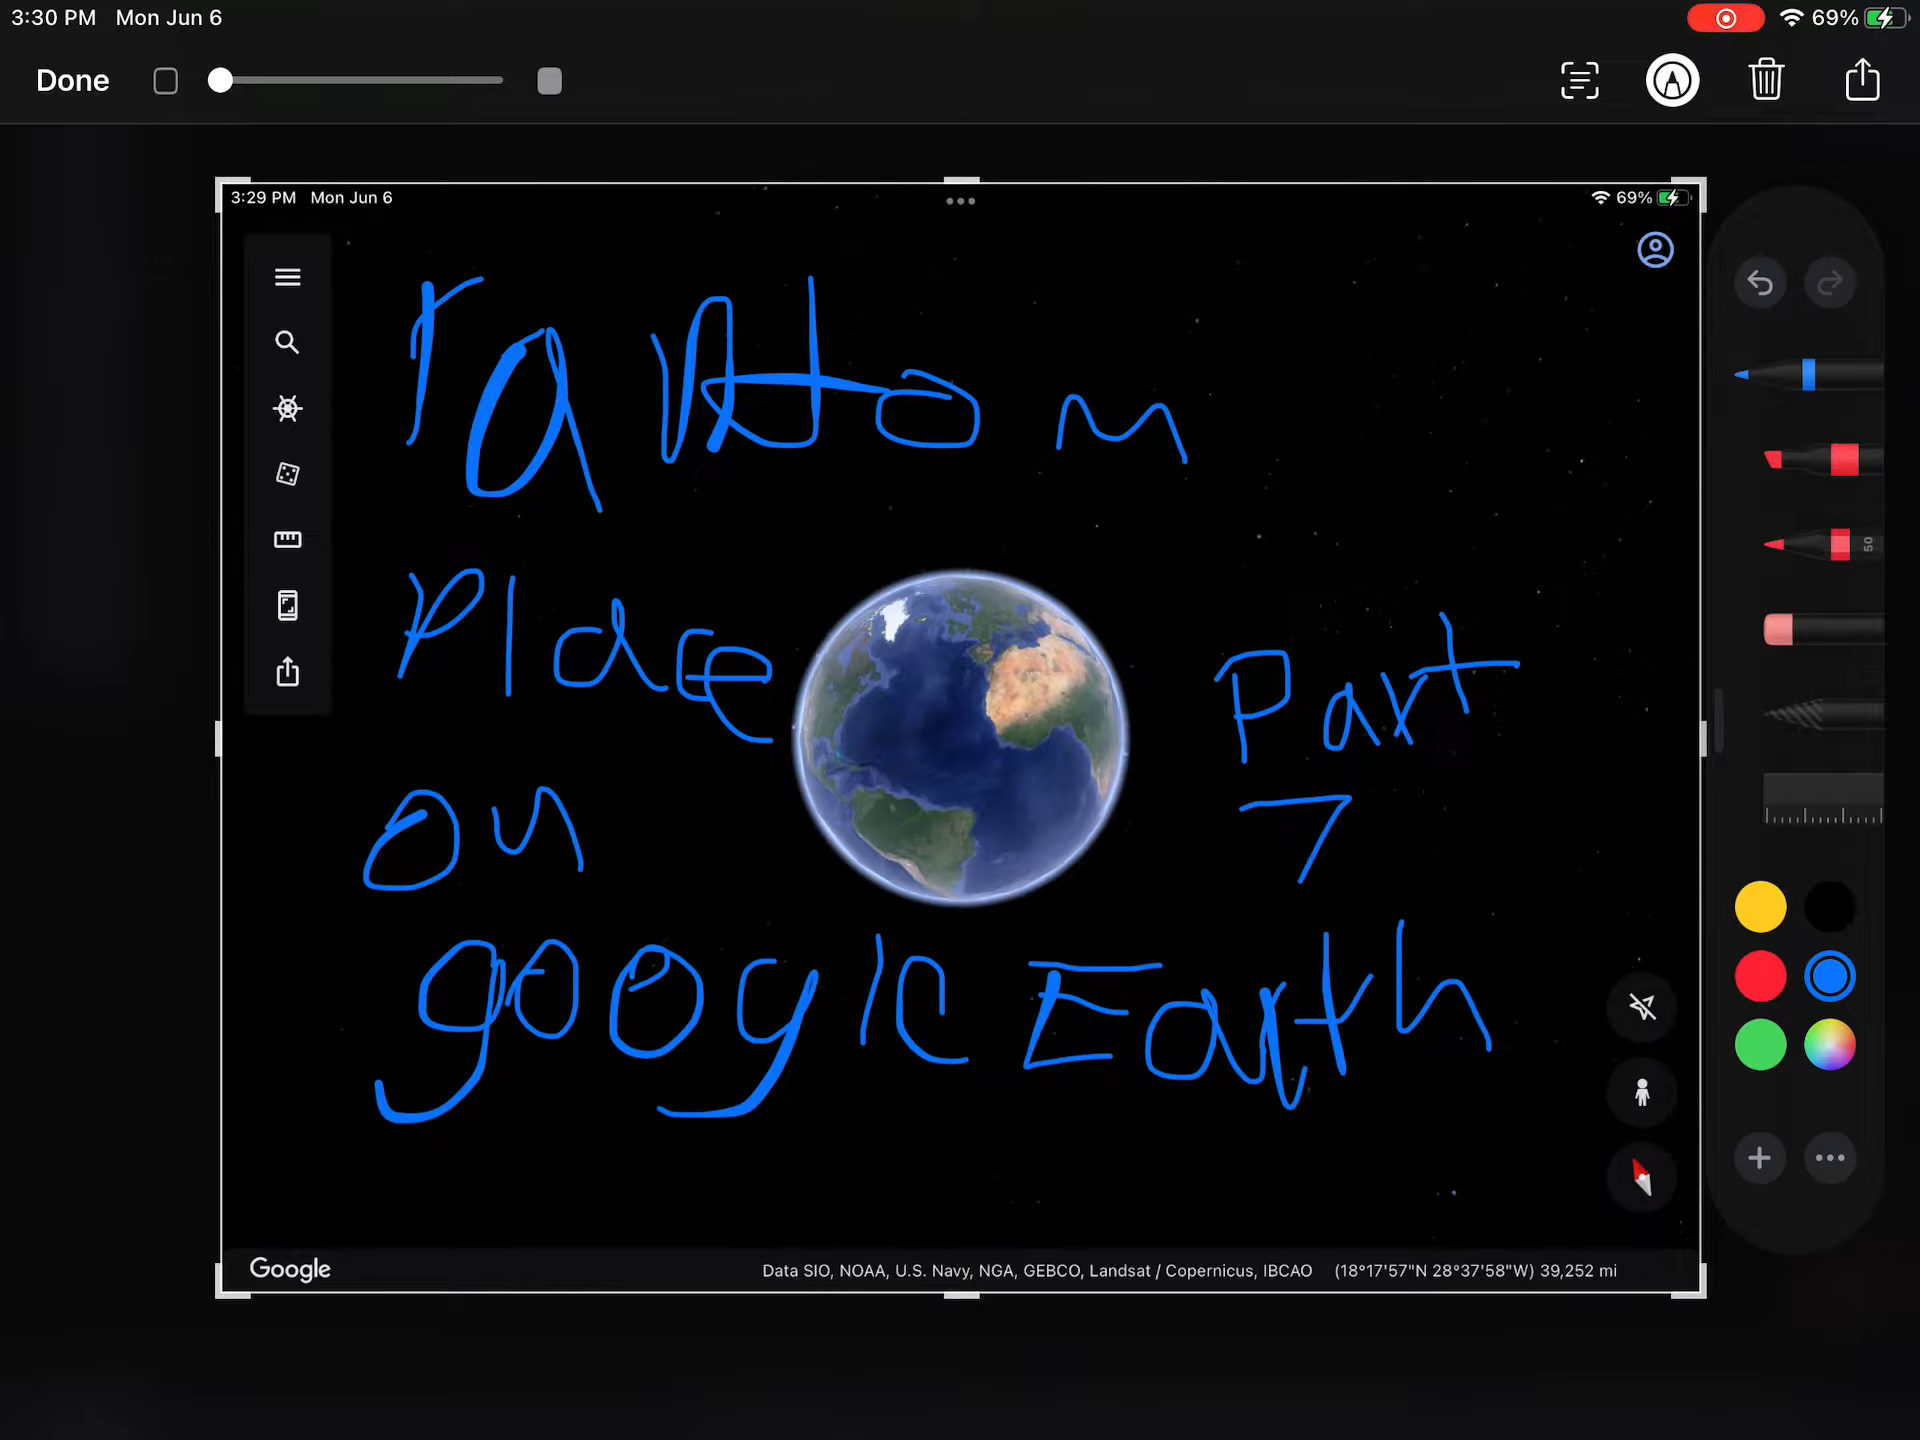 3:30 PM Mon Jun 6 69%
Done
3:29 PM Mon Jun 6 69%
Place
Part
on
7
google Earth
50
Google Data SIO, NOAA, U.S. Navy, NGA, GEBCO, Landsat / Copernicus, IBCAO (18°17'57"N 28°37'58"W) 39,252 mi